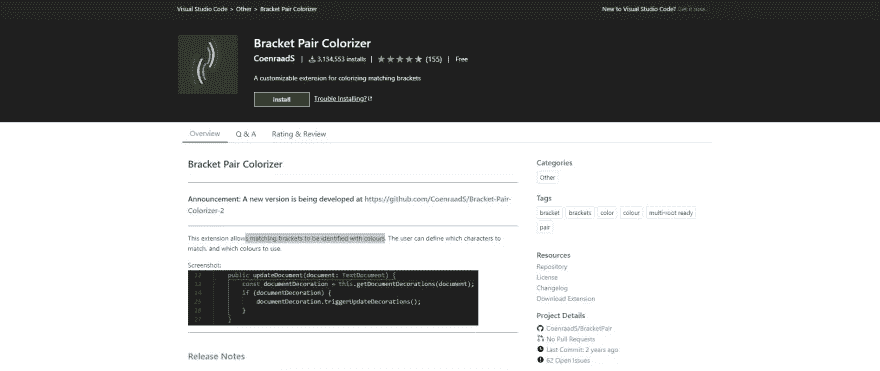 Visual Studio Code > Other > Bracket Pair Colorizer
New to Visual Studio Code? Get it now.
Bracket Pair Colorizer
CoenraadS | 3,134,553 installs | (155) | Free
A customizable extension for colorizing matching brackets
Install Trouble Installing?
Overview Q & A Rating & Review
Bracket Pair Colorizer
Announcement: A new version is being developed at https://github.com/CoenraadS/Bracket-Pair-
Colorizer-2
This extension allows matching brackets to be identified with colours. The user can define which characters to
match, and which colours to use.
Screenshot:
12 public updateDocument(document: TextDocument) {
13 const documentDecoration = this.getDocumentDecorations(document);
14 if (documentDecoration) {
15 documentDecoration.triggerUpdateDecorations();
16 }
17 }
Release Notes
Categories
Other
Tags
bracket brackets color colour multi-root ready
pair
Resources
Repository
License
Changelog
Download Extension
Project Details
CoenraadS/BracketPair
No Pull Requests
Last Commit: 2 years ago
62 Open Issues